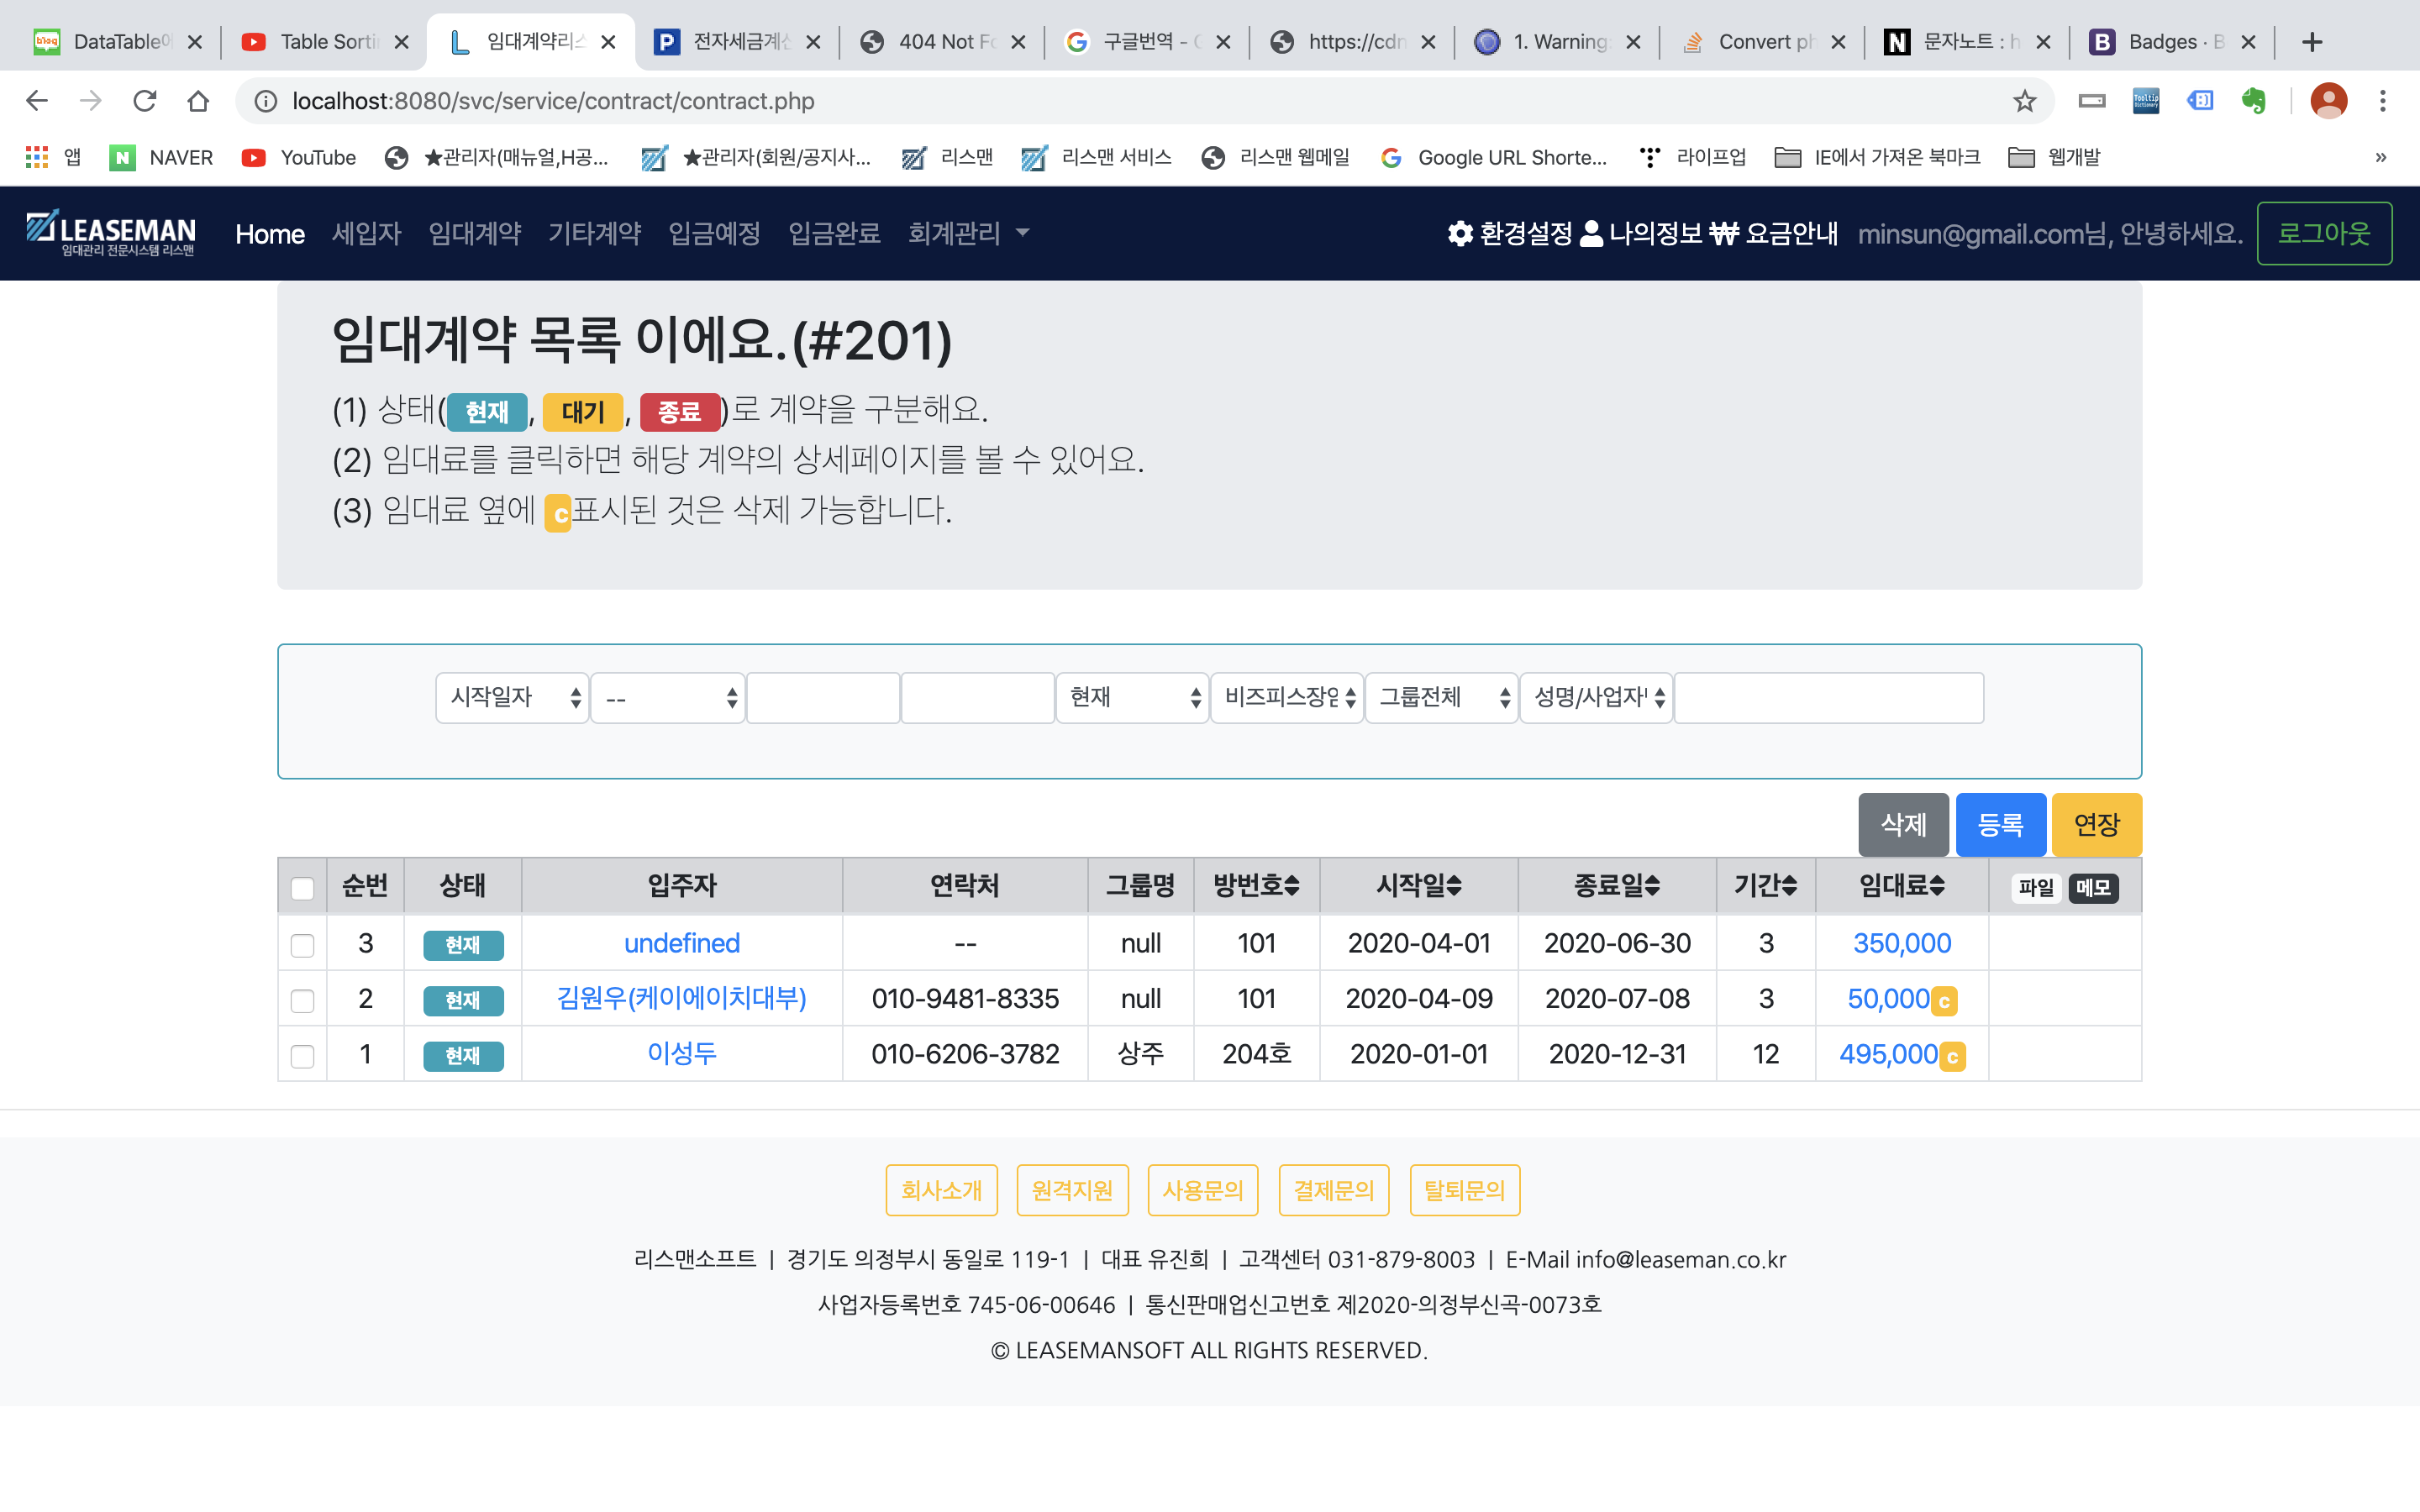 DataTable에
Table Sorti
임대계약리스
전자세금계산
404 Not Fo
구글번역 - G
https://cdn
1. Warning:
Convert ph
문자노트 : h
Badges · B
localhost:8080/svc/service/contract/contract.php
앱
NAVER
YouTube
★관리자(매뉴얼,H공...
★관리자(회원/공지사...
리스맨
리스맨 서비스
리스맨 웹메일
Google URL Shorte...
라이프업
IE에서 가져온 북마크
웹개발
»
LEASEMAN
임대관리 전문시스템 리스맨
Home 세입자 임대계약 기타계약 입금예정 입금완료 회계관리
환경설정 나의정보 ₩ 요금안내 minsun@gmail.com님, 안녕하세요. 로그아웃
임대계약 목록 이에요.(#201)
(1) 상태(현재, 대기, 종료)로 계약을 구분해요.
(2) 임대료를 클릭하면 해당 계약의 상세페이지를 볼 수 있어요.
(3) 임대료 옆에 c표시된 것은 삭제 가능합니다.
시작일자 -- 현재 비즈피스장암 그룹전체 성명/사업자
삭제 등록 연장
순번 상태 입주자 연락처 그룹명 방번호 시작일 종료일 기간 임대료 파일 메모
3 현재 undefined -- null 101 2020-04-01 2020-06-30 3 350,000
2 현재 김원우(케이에이치대부) 010-9481-8335 null 101 2020-04-09 2020-07-08 3 50,000 c
1 현재 이성두 010-6206-3782 상주 204호 2020-01-01 2020-12-31 12 495,000 c
회사소개 원격지원 사용문의 결제문의 탈퇴문의
리스맨소프트 | 경기도 의정부시 동일로 119-1 | 대표 유진희 | 고객센터 031-879-8003 | E-Mail info@leaseman.co.kr
사업자등록번호 745-06-00646 | 통신판매업신고번호 제2020-의정부신곡-0073호
© LEASEMANSOFT ALL RIGHTS RESERVED.